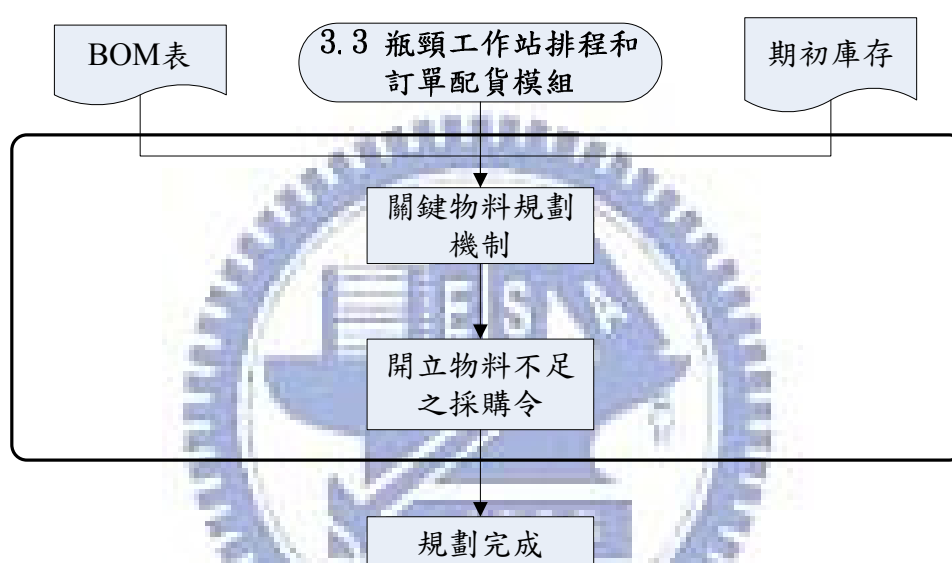 BOM表
3.3 瓶頸工作站排程和
訂單配貨模組
期初庫存
關鍵物料規劃
機制
開立物料不足
之採購令
規劃完成